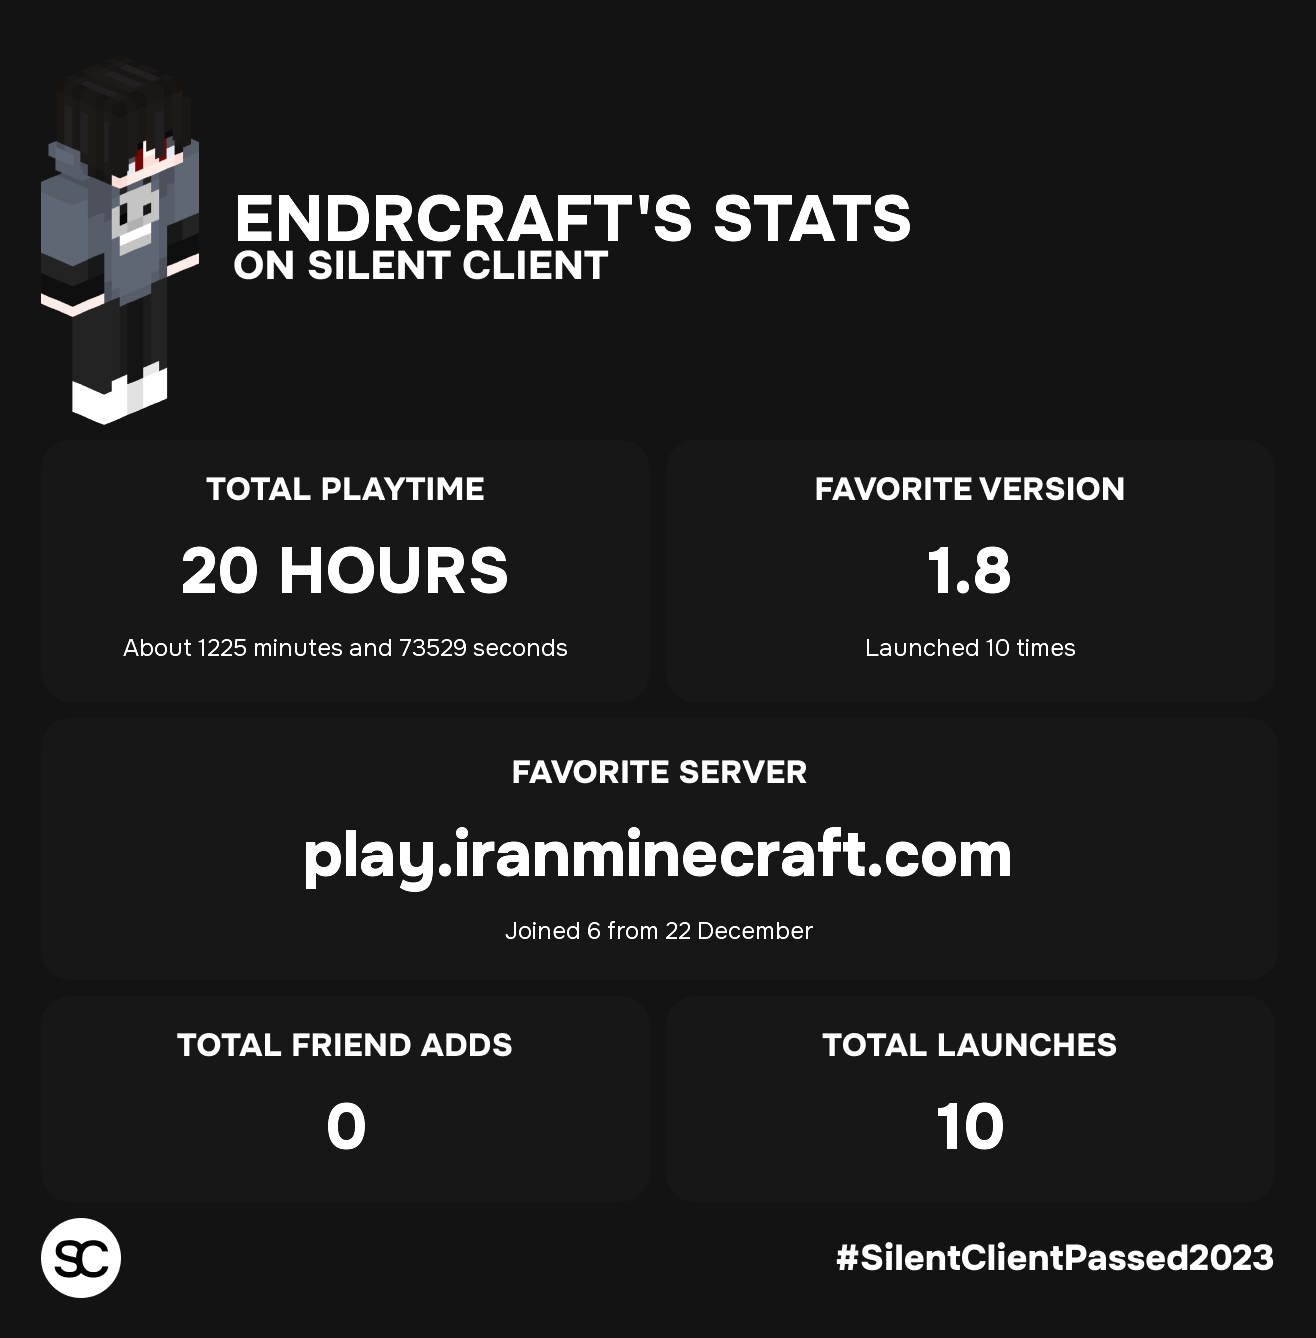 ENDRCRAFT'S STATS
ON SILENT CLIENT
TOTAL PLAYTIME
20 HOURS
About 1225 minutes and 73529 seconds
FAVORITE VERSION
1.8
Launched 10 times
FAVORITE SERVER
play.iranminecraft.com
Joined 6 from 22 December
TOTAL FRIEND ADDS
0
TOTAL LAUNCHES
10
SC
#SilentClientPassed2023